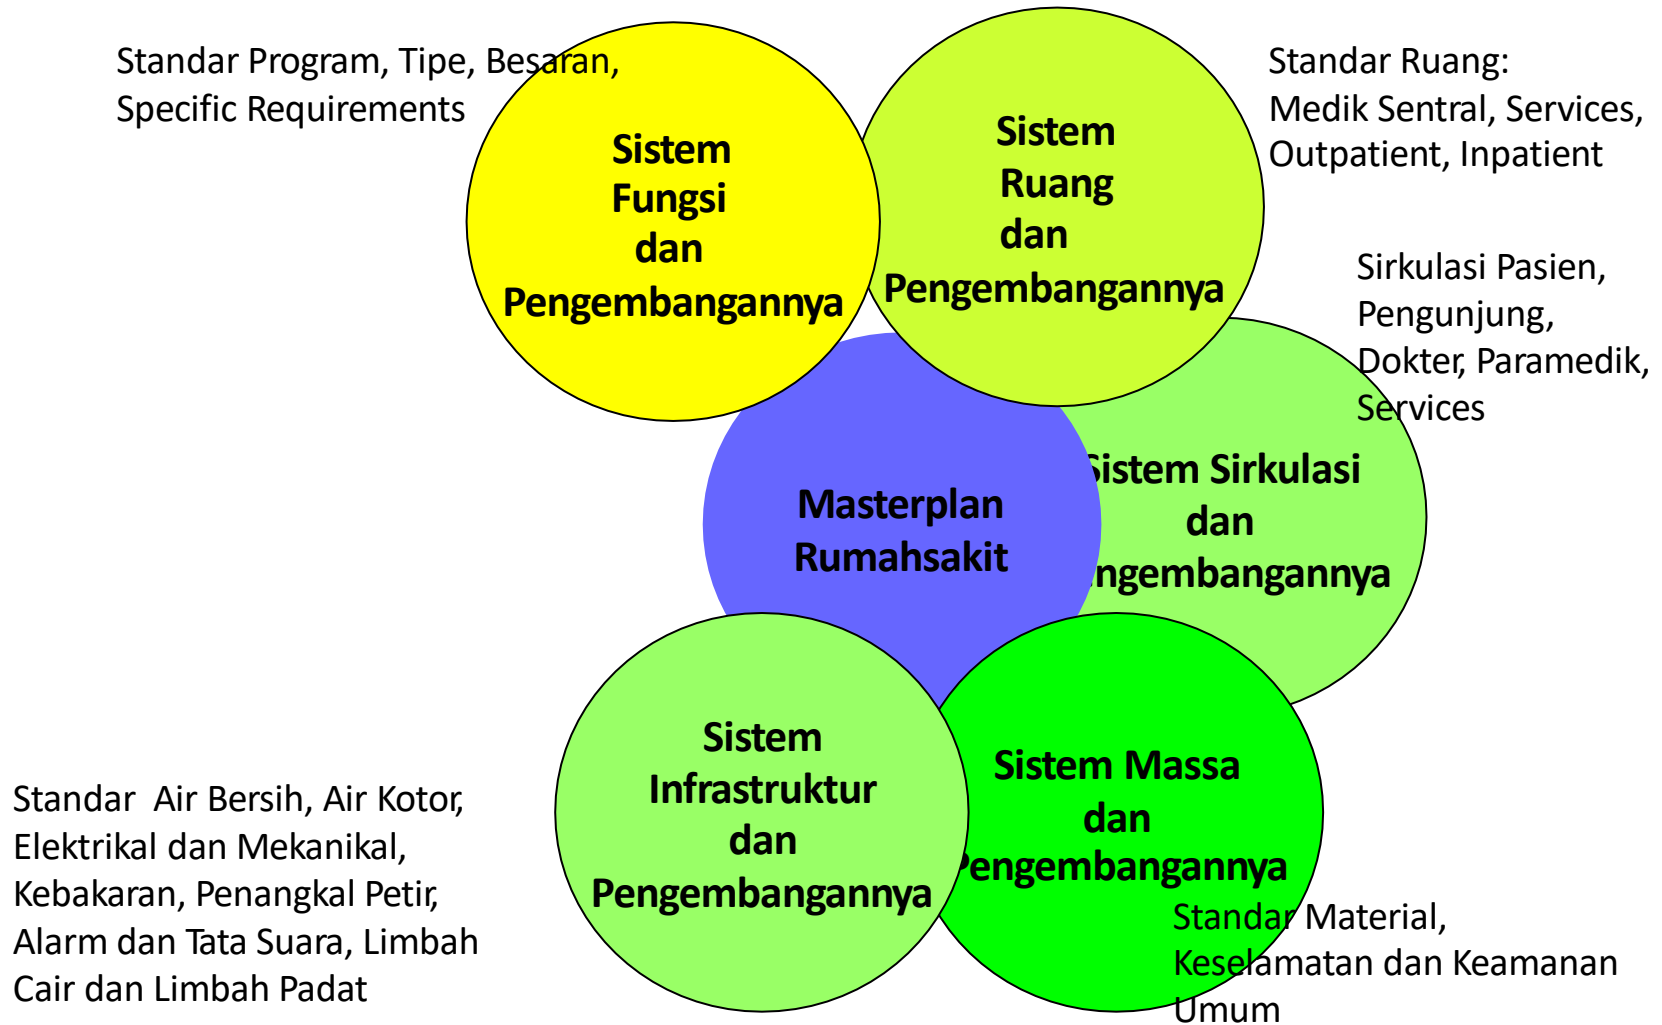 Standar Program, Tipe, Besaran,
Specific Requirements
Sistem
Fungsi
dan
Pengembangannya
Sistem
Ruang
dan
Pengembangannya
Standar Ruang:
Medik Sentral, Services,
Outpatient, Inpatient
Sirkulasi Pasien,
Pengunjung,
Dokter, Paramedik,
Services
Masterplan
Rumahsakit
Sistem Sirkulasi
dan
ngembangannya
Sistem
Infrastruktur
dan
Pengembangannya
Sistem Massa
dan
Pengembangannya
Standar Air Bersih, Air Kotor,
Elektrikal dan Mekanikal,
Kebakaran, Penangkal Petir,
Alarm dan Tata Suara, Limbah
Cair dan Limbah Padat
Standar Material,
Keselamatan dan Keamanan
Umum